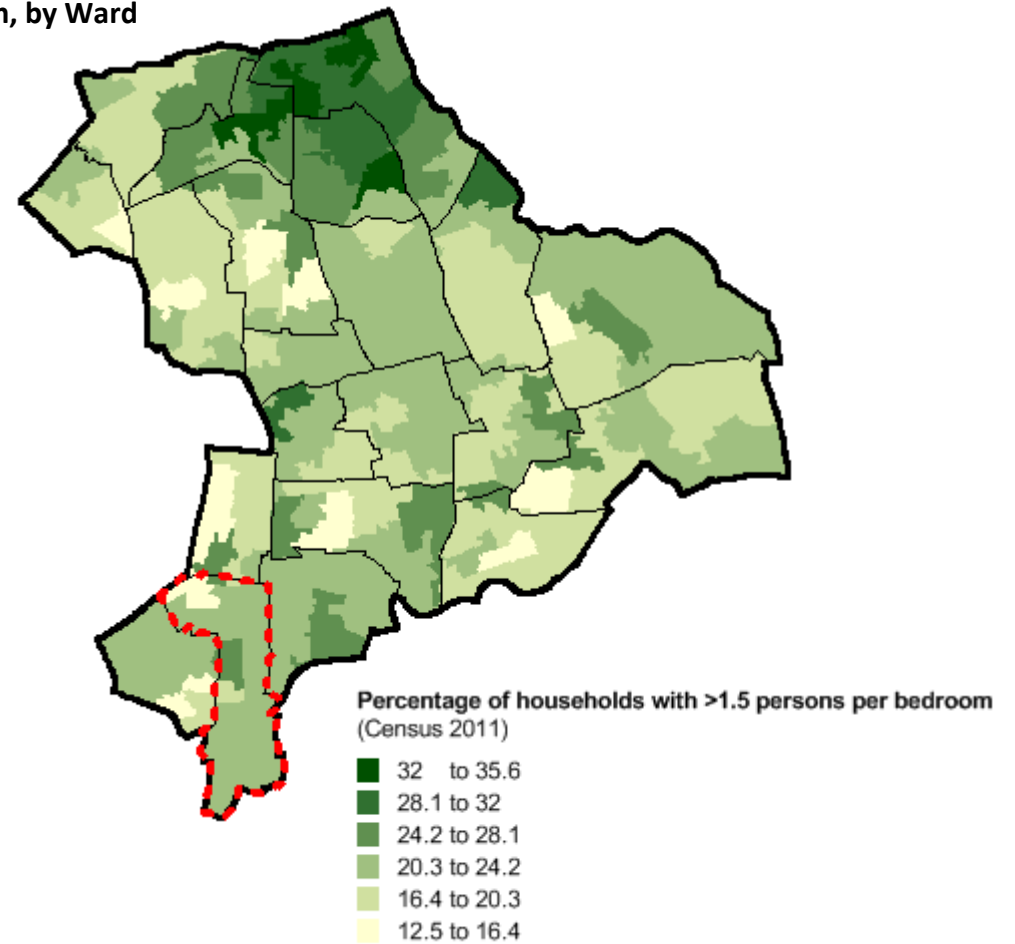 n, by Ward
Percentage of households with >1.5 persons per bedroom
(Census 2011)
32 to 35.6
28.1 to 32
24.2 to 28.1
20.3 to 24.2
16.4 to 20.3
12.5 to 16.4